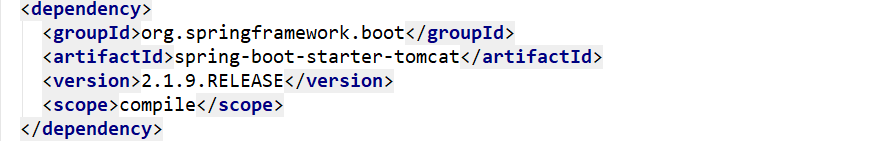 <dependency>
<groupId>org.springframework.boot</groupId>
<artifactId>spring-boot-starter-tomcat</artifactId>
<version>2.1.9.RELEASE</version>
<scope>compile</scope>
</dependency>